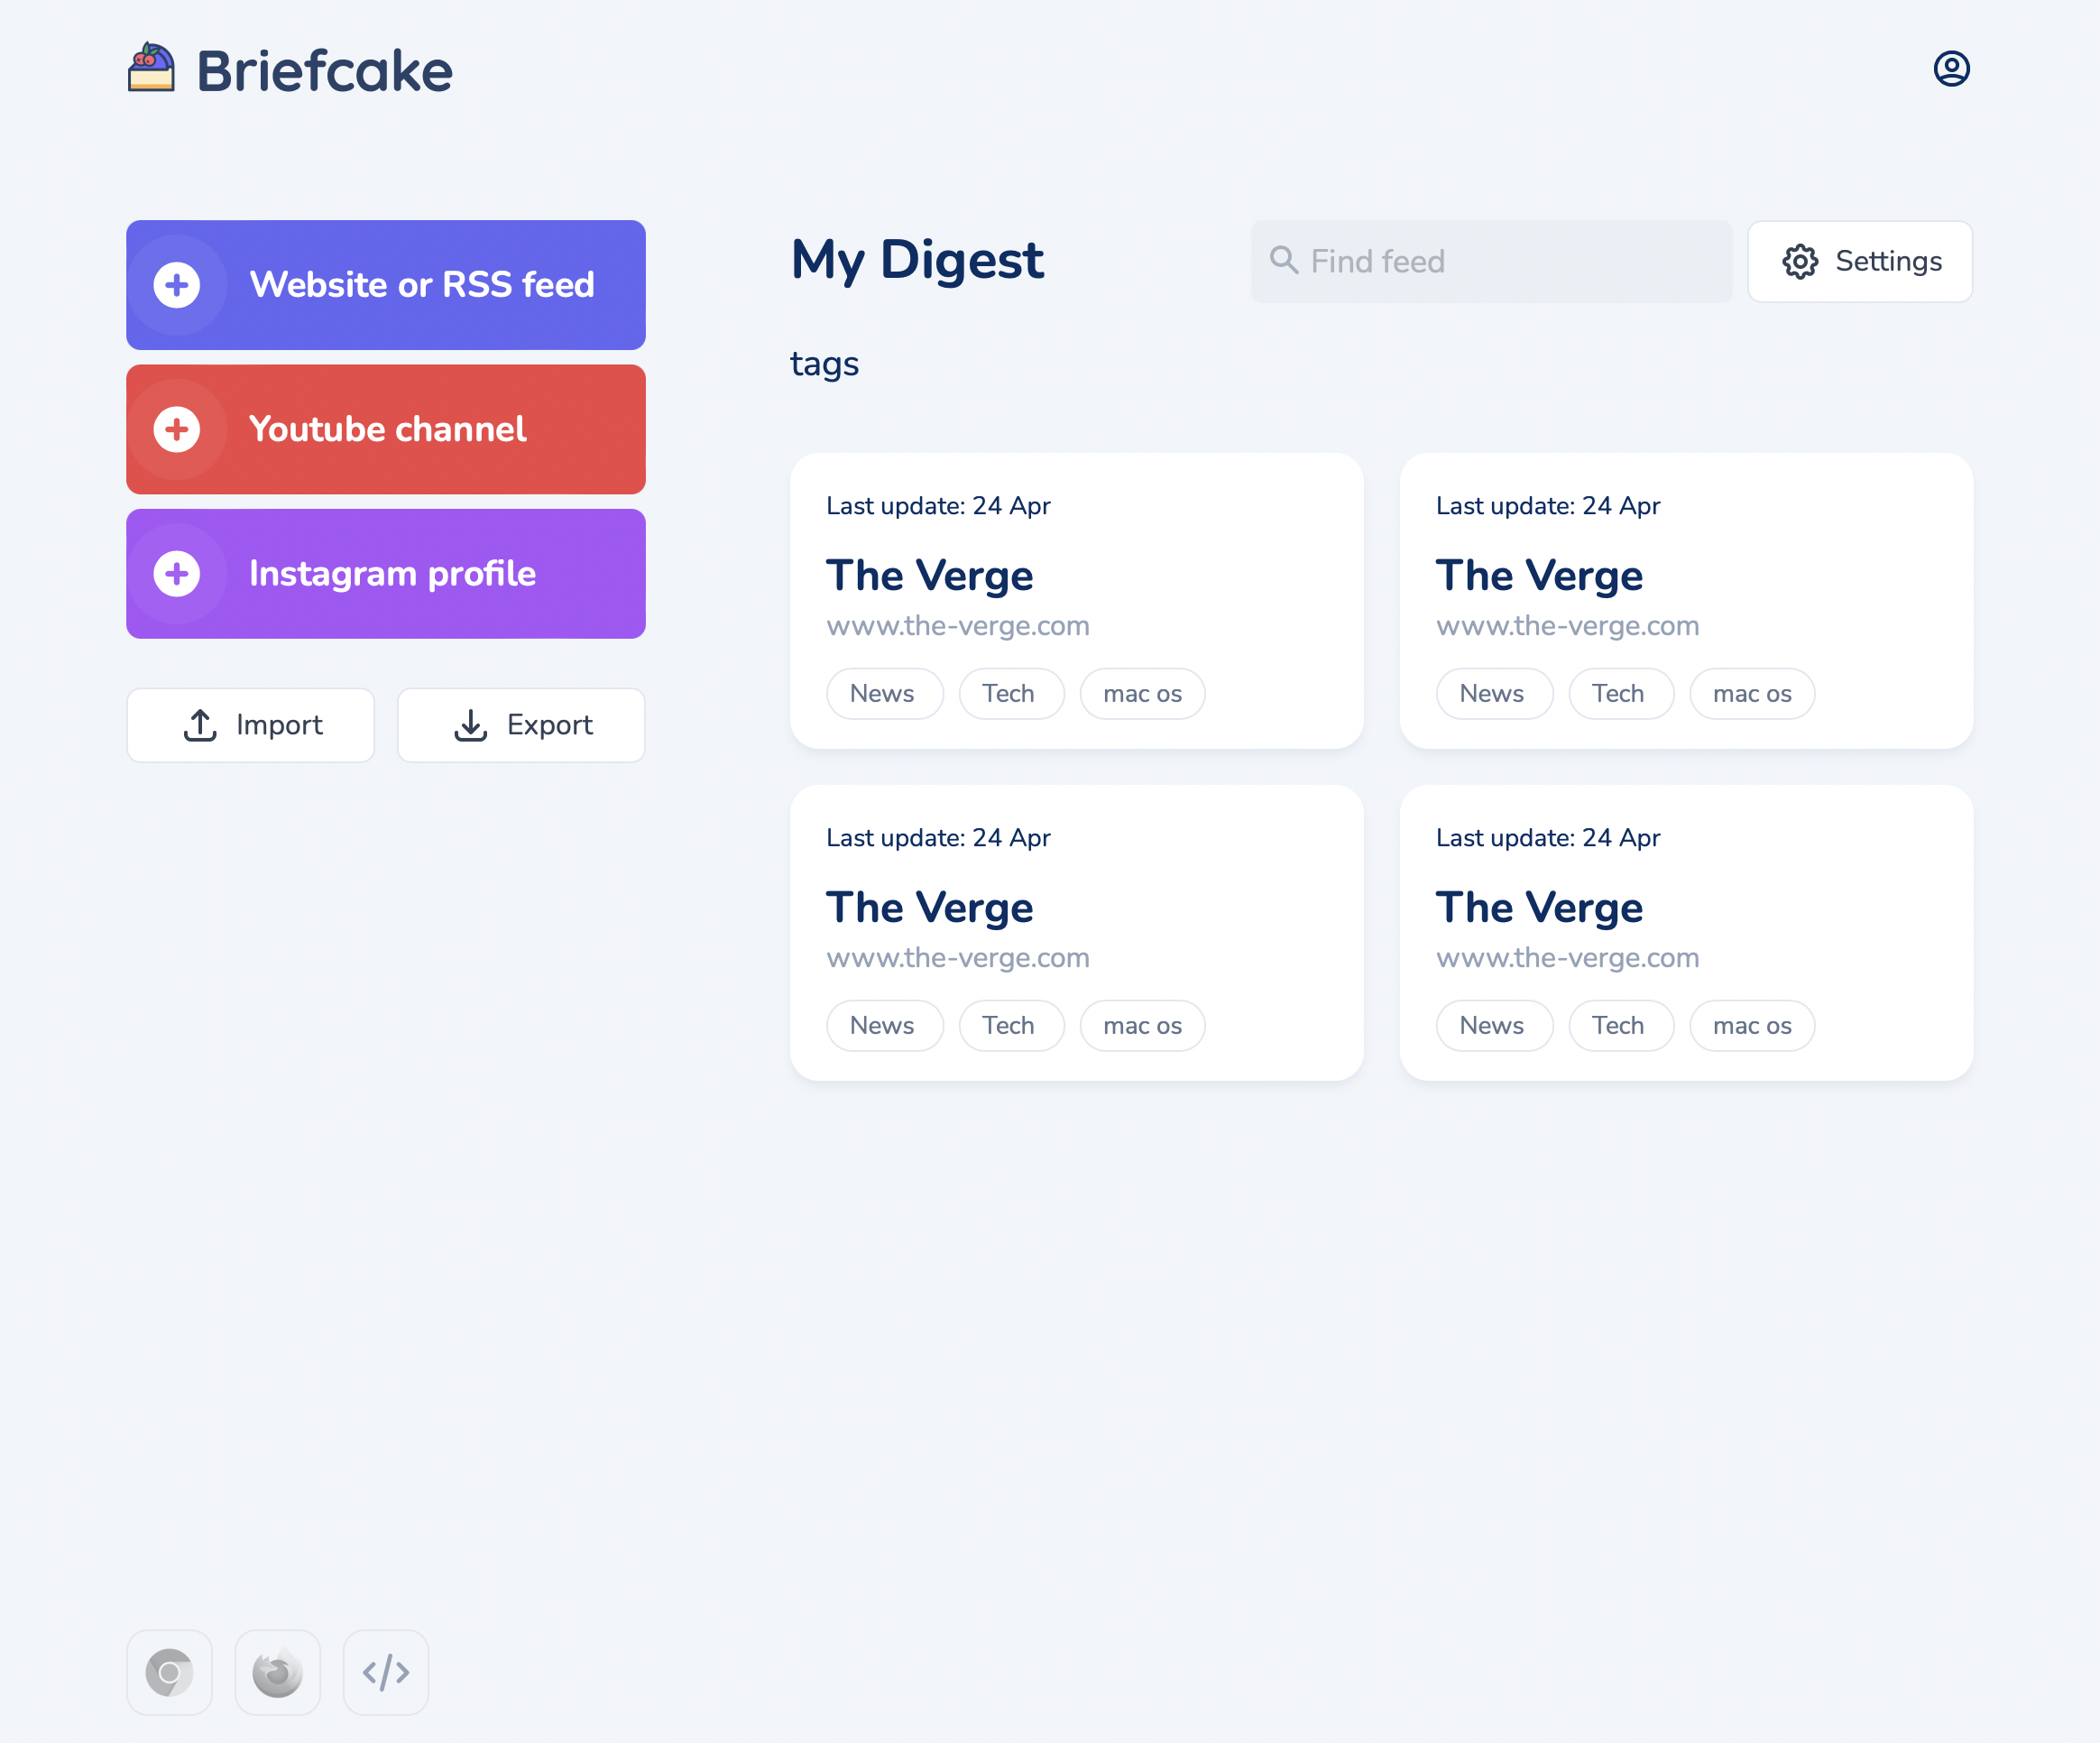 Briefcake
Website or RSS feed
Youtube channel
Instagram profile
Import
Export
My Digest
Find feed
Settings
tags
Last update: 24 Apr
The Verge
www.the-verge.com
News
Tech
mac os
Last update: 24 Apr
The Verge
www.the-verge.com
News
Tech
mac os
Last update: 24 Apr
The Verge
www.the-verge.com
News
Tech
mac os
Last update: 24 Apr
The Verge
www.the-verge.com
News
Tech
mac os